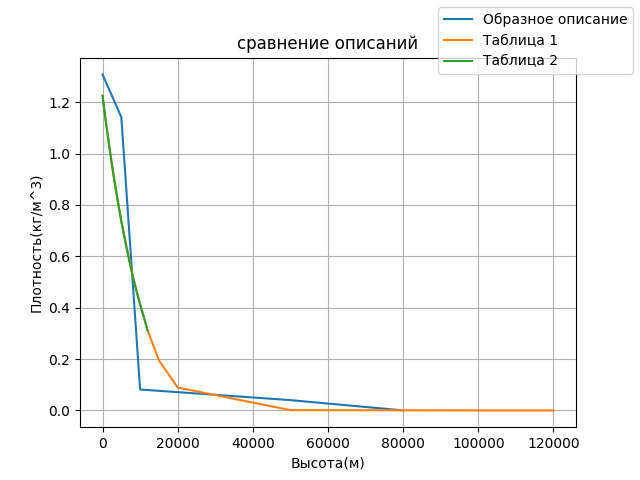 Образное описание
Таблица 1
Таблица 2
сравнение описаний
Плотность(кг/м^3)
1.2
1.0
0.8
0.6
0.4
0.2
0.0
0 20000 40000 60000 80000 100000 120000
Высота(м)